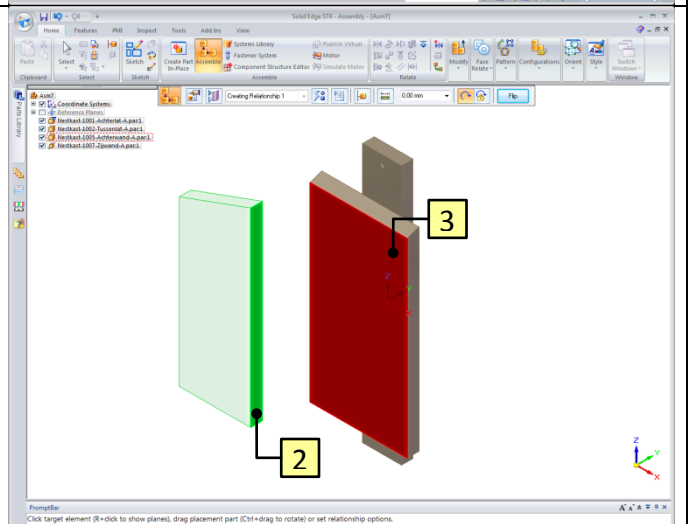 Solid Edge ST4 - Assembly - [Asm7]
Home Features PMI Inspect Tools Add Ins View
Paste
Select
Sketch
Create Part In-Place
Assemble
Systems Library
Fastener System
Component Structure Editor
Publish Virtual
Motor
Simulate Motor
Modify
Face Relate
Pattern
Configurations
Orient
Style
Switch Windows
Clipboard Select Sketch Assemble Relate Window
Creating Relationship 1 0,00 mm Flip
Parts Library
Asm7
Coordinate Systems
Reference Planes
Nestkast-1001-Achterlat-A.par:1
Nestkast-1002-Tussenlat-A.par:1
Nestkast-1005-Achterwand-A.par:1
Nestkast-1007-Zijwand-A.par:1
3
Z
Y
X
2
Z
Y
X
PromptBar
Click target element (R+click to show planes), drag placement part (Ctrl+drag to rotate) or set relationship options.